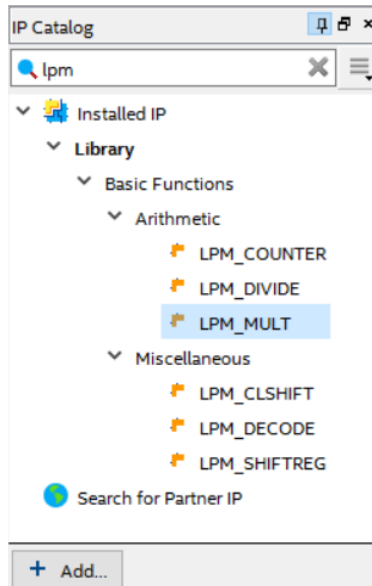 IP Catalog
lpm
Installed IP
Library
Basic Functions
Arithmetic
LPM_COUNTER
LPM_DIVIDE
LPM_MULT
Miscellaneous
LPM_CLSHIFT
LPM_DECODE
LPM_SHIFTREG
Search for Partner IP
+ Add...